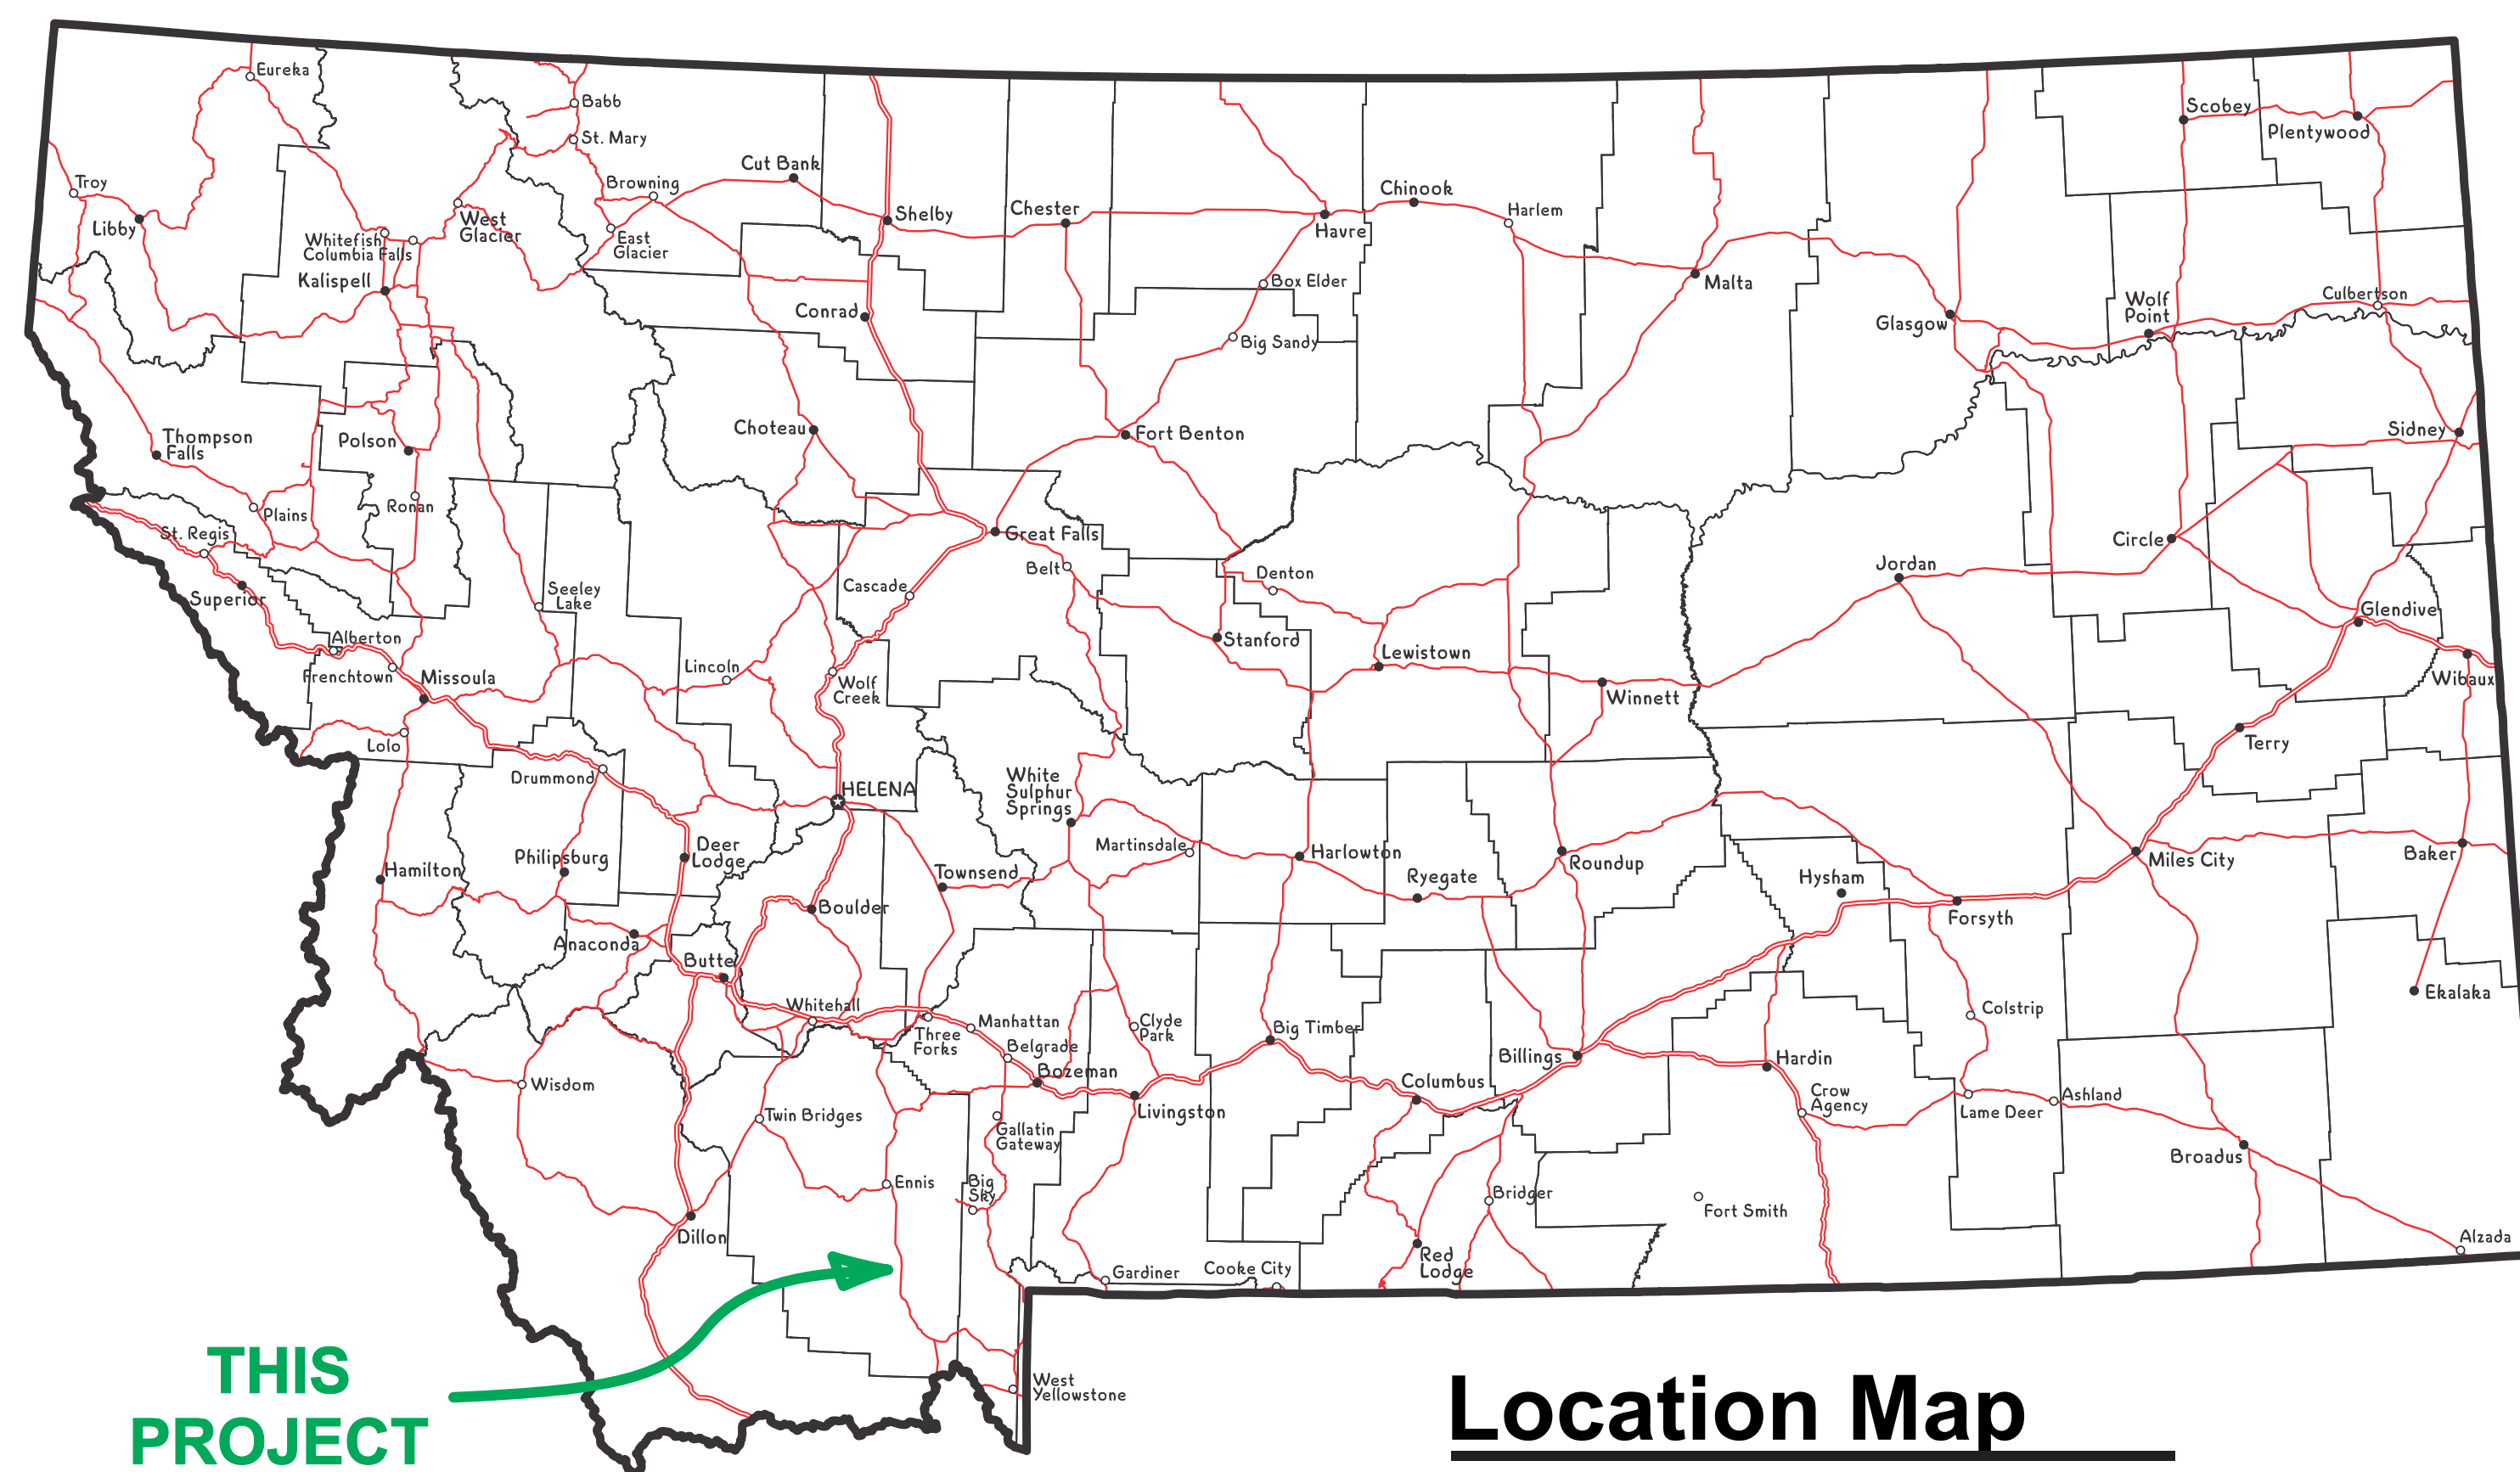 Eureka
Babb
St. Mary
Scobey
Plentywood
Cut Bank
Troy
Browning
Chinook
Libby
West
Glacier
Shelby
Chester
Harlem
Whitefish
Columbia Falls
East
Glacier
Havre
Kalispell
Box Elder
Malta
Wolf
Point
Culbertson
Conrad
Glasgow
Big Sandy
Choteau
Fort Benton
Sidney
Thompson
Falls
Polson
Ronan
Plains
St. Regis
Great Falls
Circle
Belt
Denton
Jordan
Cascade
Superior
Seeley
Lake
Glendive
Alberton
Stanford
Lewistown
Frenchtown
Missoula
Lincoln
Wolf
Creek
Winnett
Wibaux
Lolo
Terry
Drummond
HELENA
White
Sulphur
Springs
Deer
Lodge
Philipsburg
Martinsdale
Harlowton
Roundup
Miles City
Baker
Hamilton
Townsend
Ryegate
Hysham
Boulder
Forsyth
Anaconda
Butte
Ekalaka
Whitehall
Three
Forks
Manhattan
Clyde
Park
Big Timber
Colstrip
Belgrade
Billings
Hardin
Bozeman
Wisdom
Columbus
Crow
Agency
Lame Deer
Ashland
Twin Bridges
Livingston
Gallatin
Gateway
Broadus
Ennis
Big
Sky
Bridger
Fort Smith
Dillon
Alzada
Gardiner
Cooke City
Red
Lodge
THIS
PROJECT
West
Yellowstone
Location Map